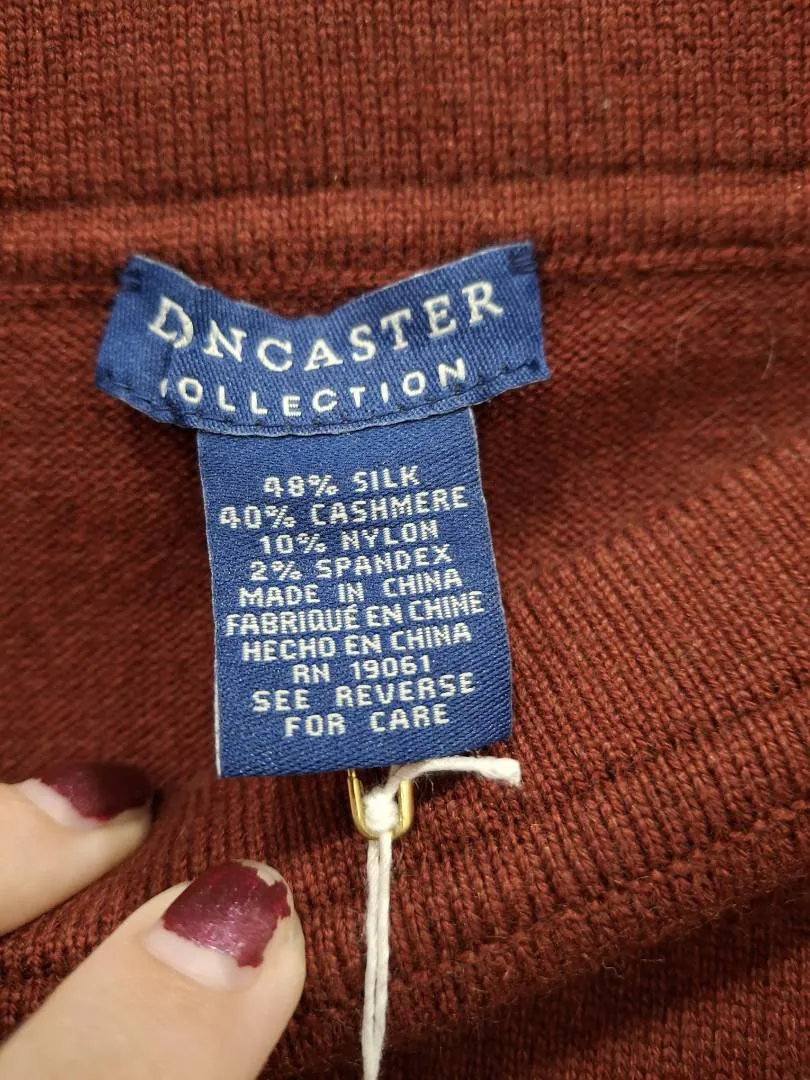 DONCASTER
COLLECTION
48% SILK
40% CASHMERE
10% NYLON
2% SPANDEX
MADE IN CHINA
FABRIQUÉ EN CHINE
HECHO EN CHINA
RN 19061
SEE REVERSE
FOR CARE